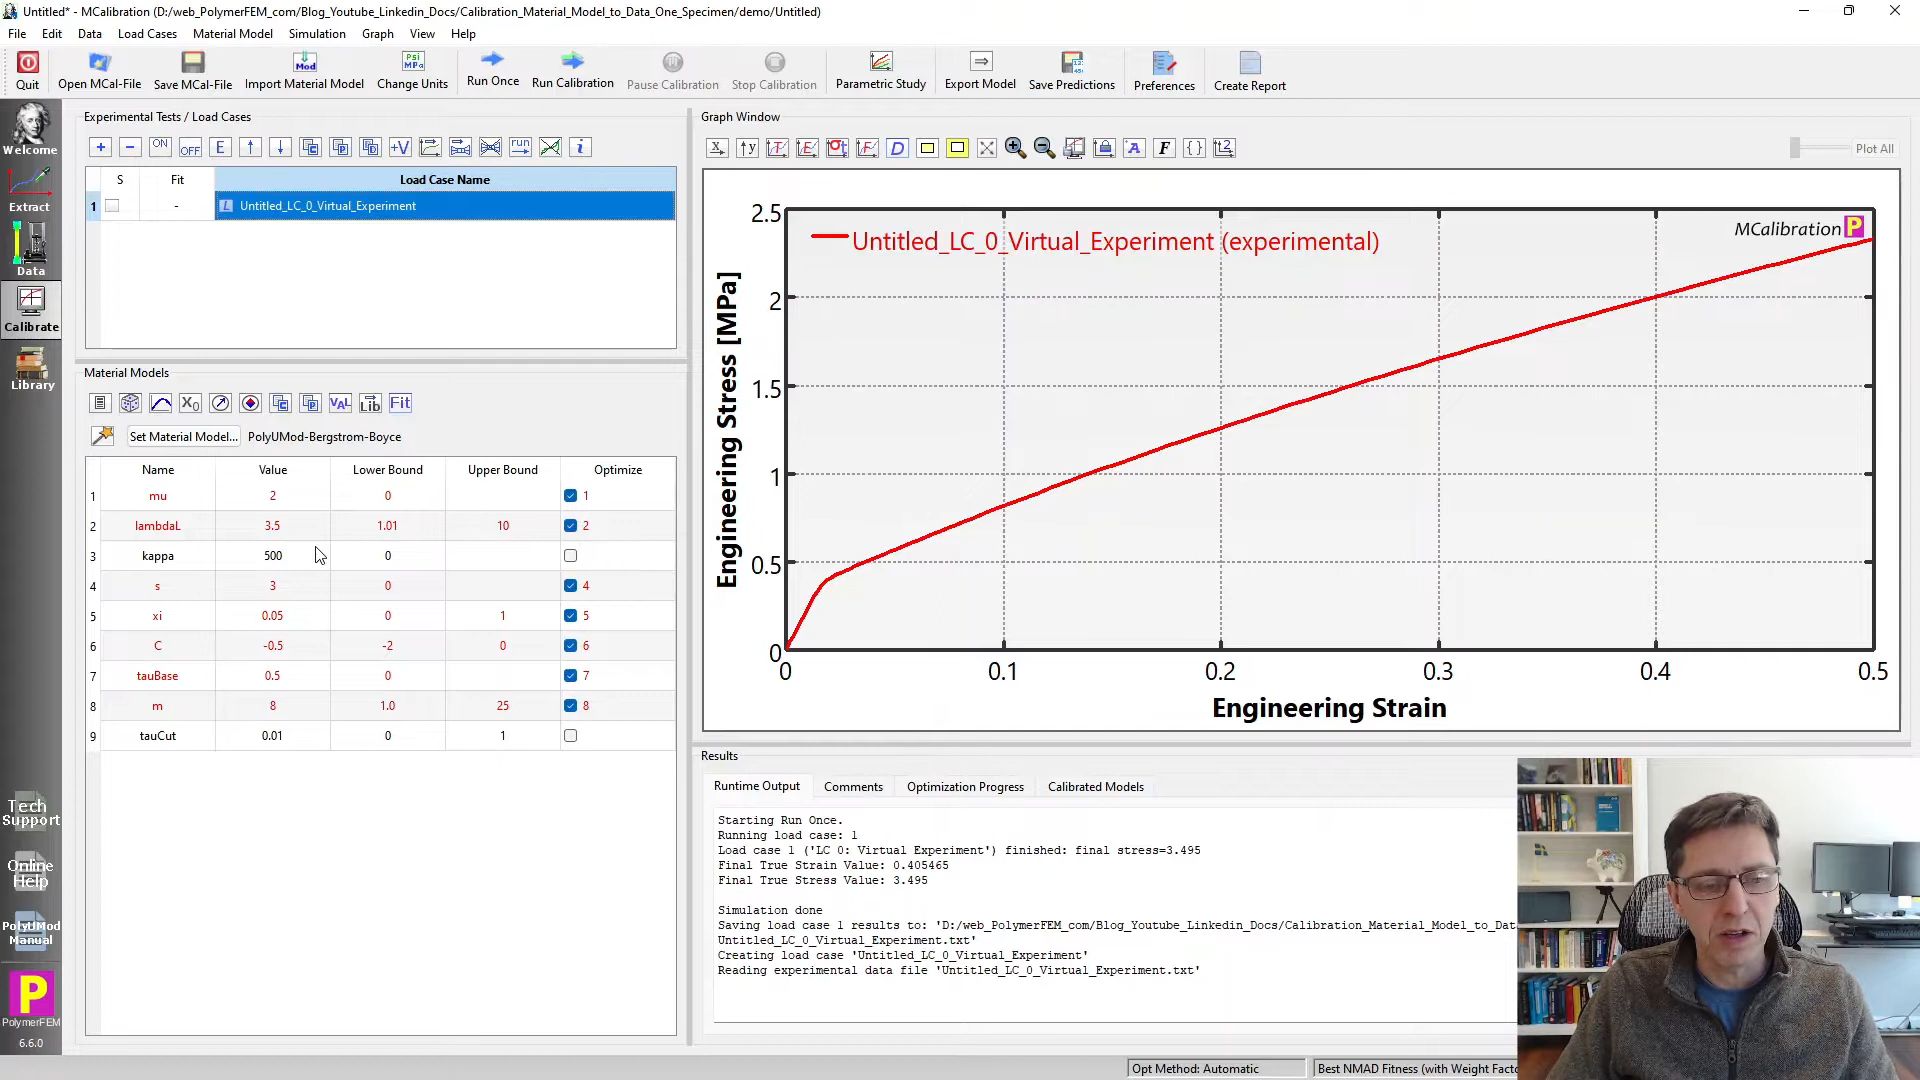 Untitled* - MCalibration (D:/web_PolymerFEM_com/Blog_Youtube_Linkedin_Docs/Calibration_Material_Model_to_Data_One_Specimen/demo/Untitled)
File Edit Data Load Cases Material Model Simulation Graph View Help
Mod Psi MPa
Quit Open MCal-File Save MCal-File Import Material Model Change Units Run Once Run Calibration Pause Calibration Stop Calibration Parametric Study Export Model Save Predictions Preferences Create Report
Welcome
Extract
Data
Calibrate
Library
Tech Support
Online Help
PolyUMod Manual
P
PolymerFEM
6.6.0
Experimental Tests / Load Cases
+ - ON OFF E +V run i
S Fit Load Case Name
1 - L Untitled_LC_0_Virtual_Experiment
Material Models
X0 VAL Lib Fit
Set Material Model... PolyUMod-Bergstrom-Boyce
Name Value Lower Bound Upper Bound Optimize
1 mu 2 0 1
2 lambdaL 3.5 1.01 10 2
3 kappa 500 0
4 s 3 0 4
5 xi 0.05 0 1 5
6 C -0.5 -2 0 6
7 tauBase 0.5 0 7
8 m 8 1.0 25 8
9 tauCut 0.01 0 1
Graph Window
Plot All
Untitled_LC_0_Virtual_Experiment (experimental)
MCalibration P
Engineering Stress [MPa]
2.5
2
1.5
1
0.5
0
0 0.1 0.2 0.3 0.4 0.5
Engineering Strain
Results
Runtime Output Comments Optimization Progress Calibrated Models
Starting Run Once.
Running load case: 1
Load case 1 ('LC 0: Virtual Experiment') finished: final stress=3.495
Final True Strain Value: 0.405465
Final True Stress Value: 3.495
Simulation done
Saving load case 1 results to: 'D:/web_PolymerFEM_com/Blog_Youtube_Linkedin_Docs/Calibration_Material_Model_to_Dat
Untitled_LC_0_Virtual_Experiment.txt'
Creating load case 'Untitled_LC_0_Virtual_Experiment'
Reading experimental data file 'Untitled_LC_0_Virtual_Experiment.txt'
Opt Method: Automatic Best NMAD Fitness (with Weight Facto